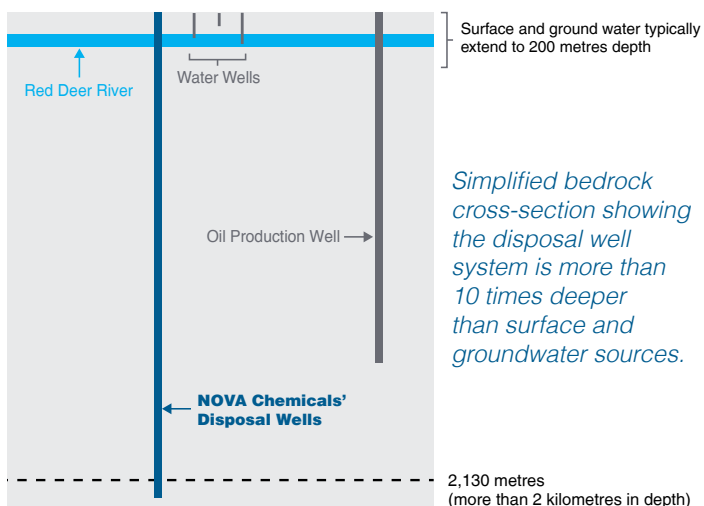 Surface and ground water typically
extend to 200 metres depth
Red Deer River
Water Wells
Simplified bedrock
cross-section showing
the disposal well
system is more than
10 times deeper
than surface and
groundwater sources.
Oil Production Well
NOVA Chemicals'
Disposal Wells
2,130 metres
(more than 2 kilometres in depth)